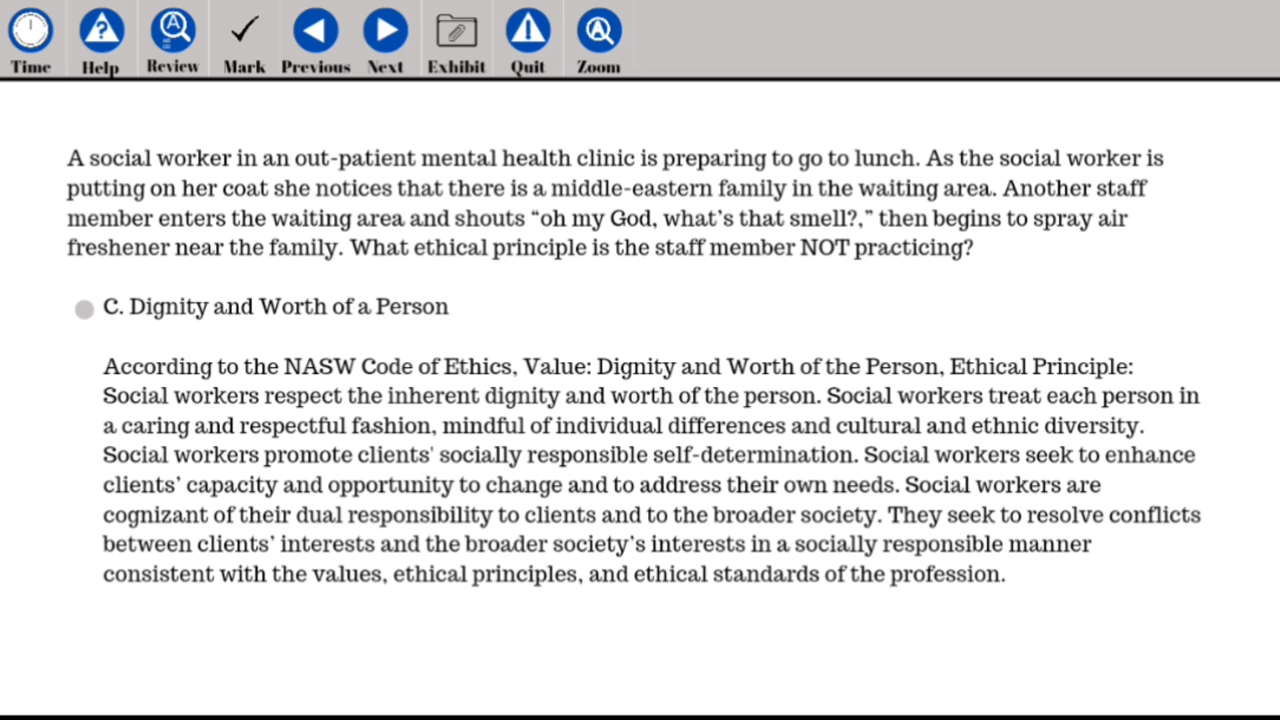 Time Help Review Mark Previous Next Exhibit Quit Zoom
A social worker in an out-patient mental health clinic is preparing to go to lunch. As the social worker is
putting on her coat she notices that there is a middle-eastern family in the waiting area. Another staff
member enters the waiting area and shouts “oh my God, what’s that smell?,” then begins to spray air
freshener near the family. What ethical principle is the staff member NOT practicing?
C. Dignity and Worth of a Person
According to the NASW Code of Ethics, Value: Dignity and Worth of the Person, Ethical Principle:
Social workers respect the inherent dignity and worth of the person. Social workers treat each person in
a caring and respectful fashion, mindful of individual differences and cultural and ethnic diversity.
Social workers promote clients' socially responsible self-determination. Social workers seek to enhance
clients’ capacity and opportunity to change and to address their own needs. Social workers are
cognizant of their dual responsibility to clients and to the broader society. They seek to resolve conflicts
between clients’ interests and the broader society’s interests in a socially responsible manner
consistent with the values, ethical principles, and ethical standards of the profession.